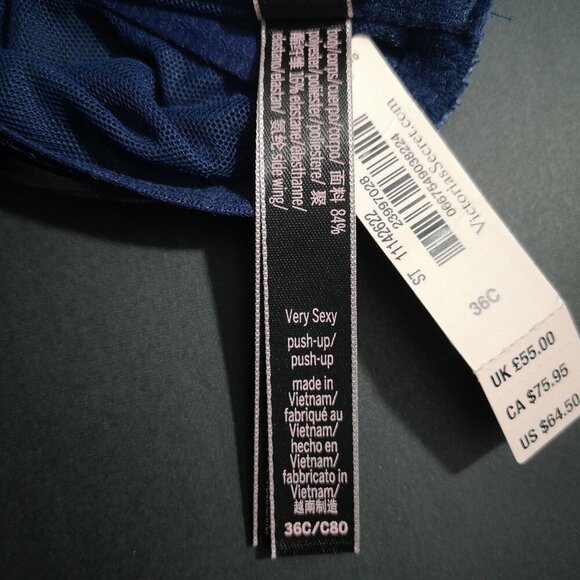 body/corps/cuerpo/corpo/ 面料 84%
polyester/poliéster/poliestere/ 聚
酯纤维 16% elastane/élasthanne/
elastano/elastan/ 氨纶 side wing/
Very Sexy
push-up/
push-up
made in
Vietnam/
fabriqué au
Vietnam/
hecho en
Vietnam/
fabbricato in
Vietnam/
越南制造
36C/C80
VictoriasSecret.com
0667549038224
23997028
ST 11142622
36C
UK £55.00
CA $75.95
US $64.50